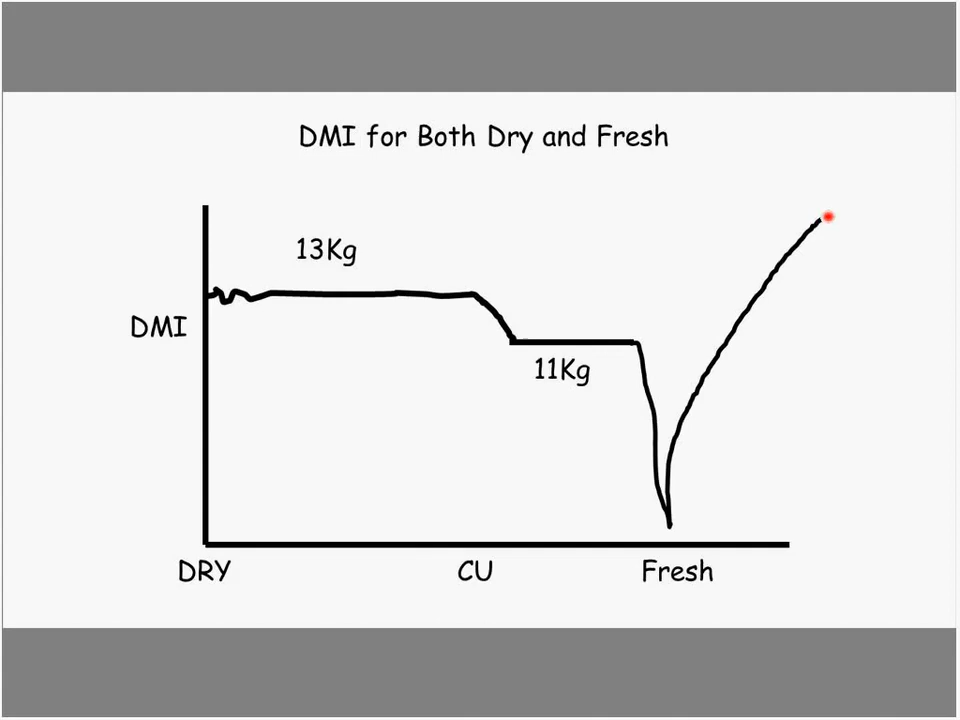 DMI for Both Dry and Fresh
13Kg
DMI
11Kg
DRY
CU
Fresh